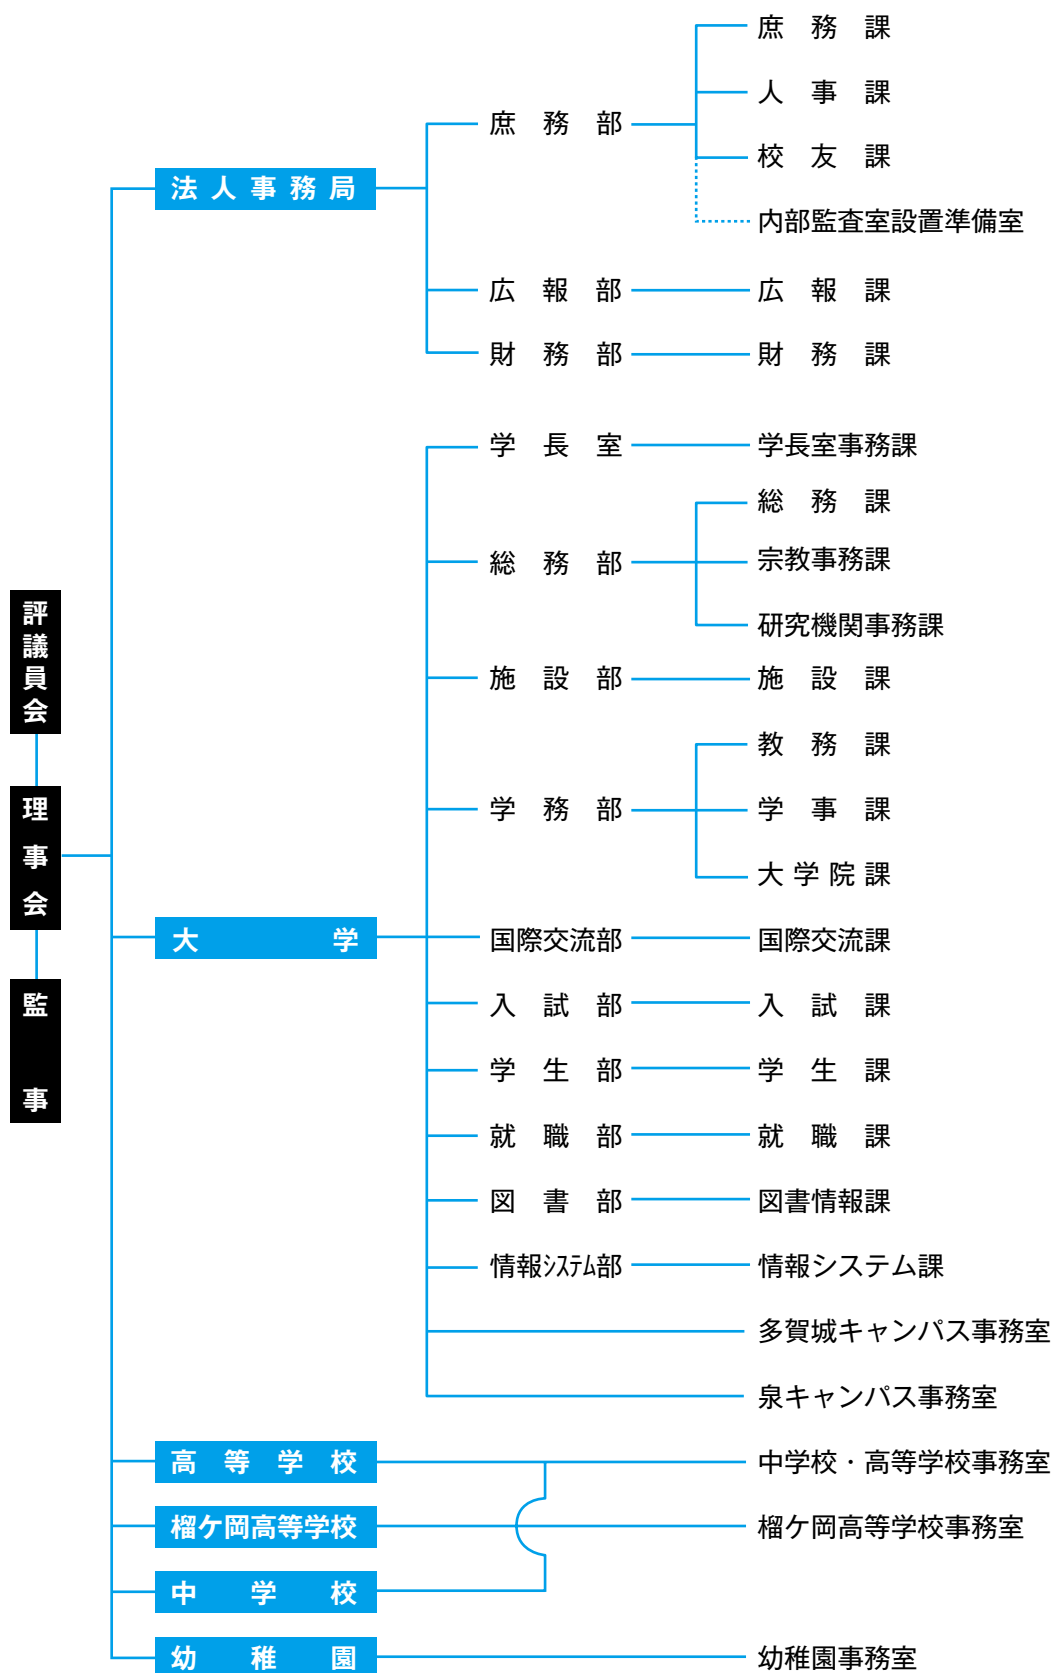 評議員会
理事会
監事
法人事務局
庶務部
庶務課
人事課
校友課
内部監査室設置準備室
広報部
広報課
財務部
財務課
大学
学長室
学長室事務課
総務部
総務課
宗教事務課
研究機関事務課
施設部
施設課
学務部
教務課
学事課
大学院課
国際交流部
国際交流課
入試部
入試課
学生部
学生課
就職部
就職課
図書部
図書情報課
情報ｼｽﾃﾑ部
情報システム課
多賀城キャンパス事務室
泉キャンパス事務室
高等学校
中学校・高等学校事務室
榴ケ岡高等学校
榴ケ岡高等学校事務室
中学校
幼稚園
幼稚園事務室